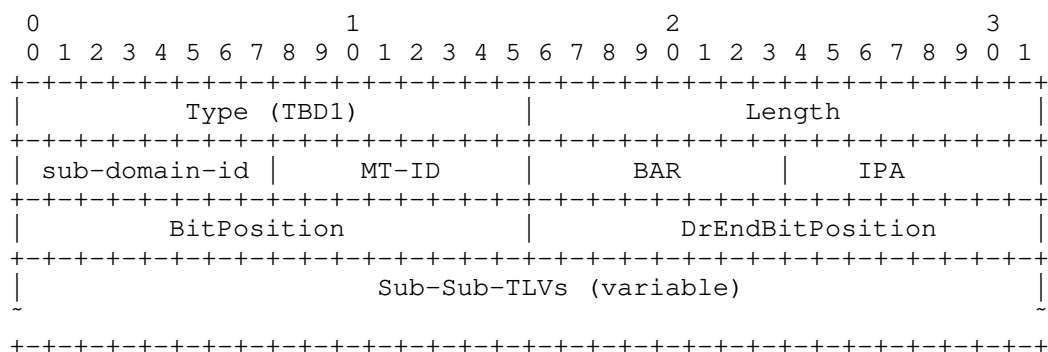 0                   1                   2                   3
 0 1 2 3 4 5 6 7 8 9 0 1 2 3 4 5 6 7 8 9 0 1 2 3 4 5 6 7 8 9 0 1
+-+-+-+-+-+-+-+-+-+-+-+-+-+-+-+-+-+-+-+-+-+-+-+-+-+-+-+-+-+-+-+-+
|          Type (TBD1)          |             Length            |
+-+-+-+-+-+-+-+-+-+-+-+-+-+-+-+-+-+-+-+-+-+-+-+-+-+-+-+-+-+-+-+-+
| sub-domain-id |     MT-ID     |      BAR      |    IPA        |
+-+-+-+-+-+-+-+-+-+-+-+-+-+-+-+-+-+-+-+-+-+-+-+-+-+-+-+-+-+-+-+-+
|         BitPosition           |         DrEndBitPosition      |
+-+-+-+-+-+-+-+-+-+-+-+-+-+-+-+-+-+-+-+-+-+-+-+-+-+-+-+-+-+-+-+-+
|                      Sub-Sub-TLVs (variable)                  |
~                                                               ~
+-+-+-+-+-+-+-+-+-+-+-+-+-+-+-+-+-+-+-+-+-+-+-+-+-+-+-+-+-+-+-+-+